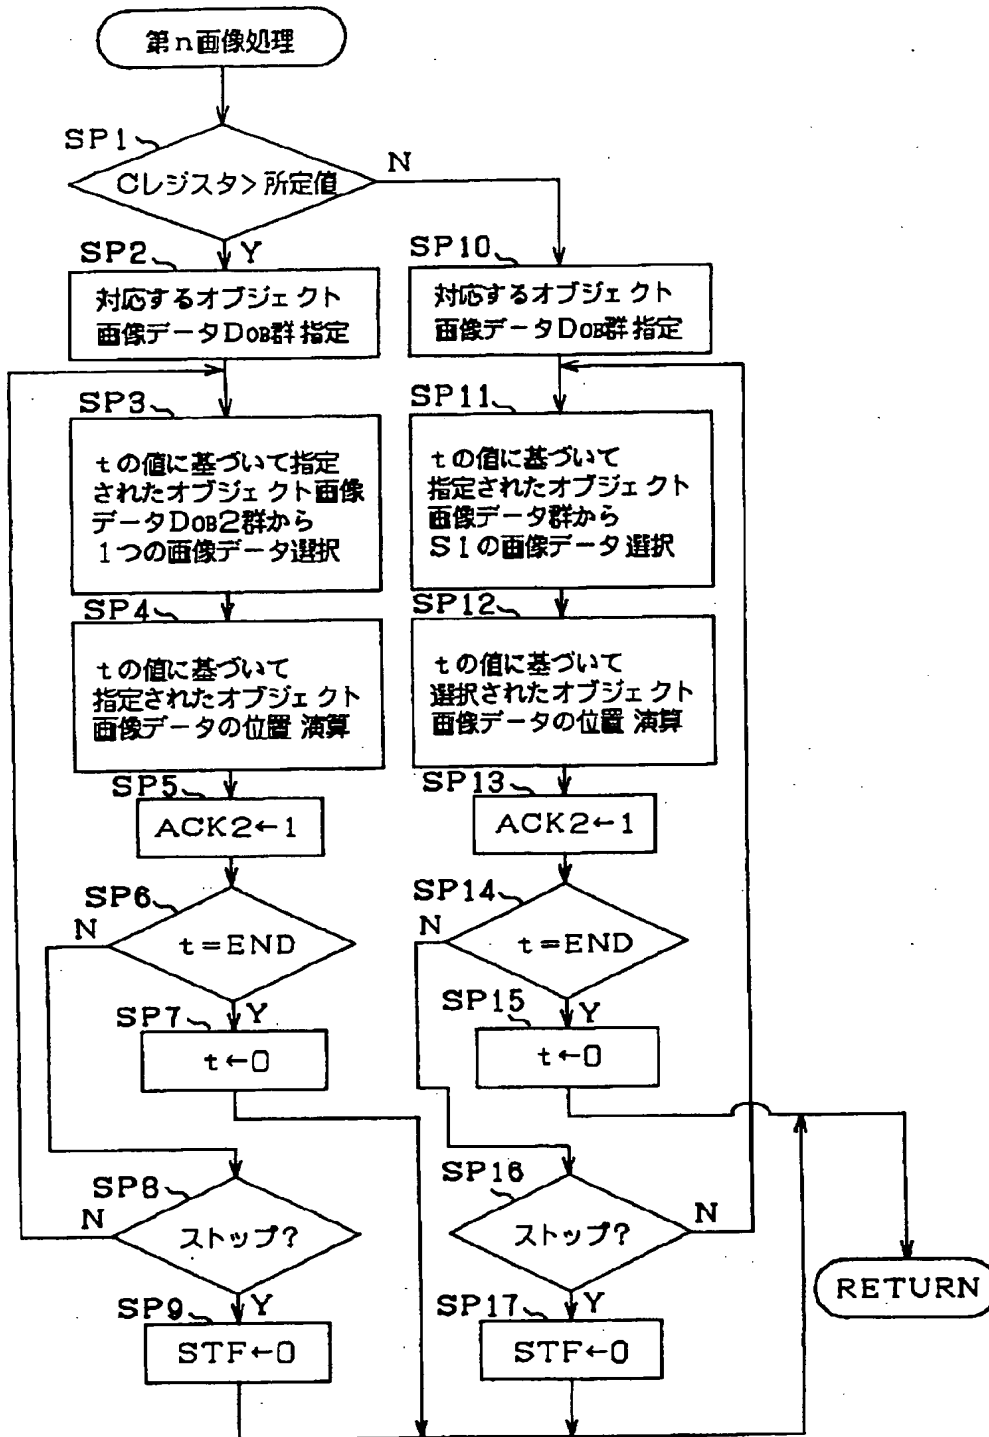 第n画像処理
SP1
Cレジスタ>所定値
N
Y
SP2
対応するオブジェクト
画像データDOB群指定
SP3
tの値に基づいて指定
されたオブジェクト画像
データDOB2群から
1つの画像データ選択
SP4
tの値に基づいて
指定されたオブジェクト
画像データの位置演算
SP5
ACK2←1
SP6
N
t=END
Y
SP7
t←0
SP8
N
ストップ?
Y
SP9
STF←0
SP10
対応するオブジェクト
画像データDOB群指定
SP11
tの値に基づいて
指定されたオブジェクト
画像データ群から
S1の画像データ選択
SP12
tの値に基づいて
選択されたオブジェクト
画像データの位置演算
SP13
ACK2←1
SP14
N
t=END
Y
SP15
t←0
SP16
ストップ?
N
Y
SP17
STF←0
RETURN